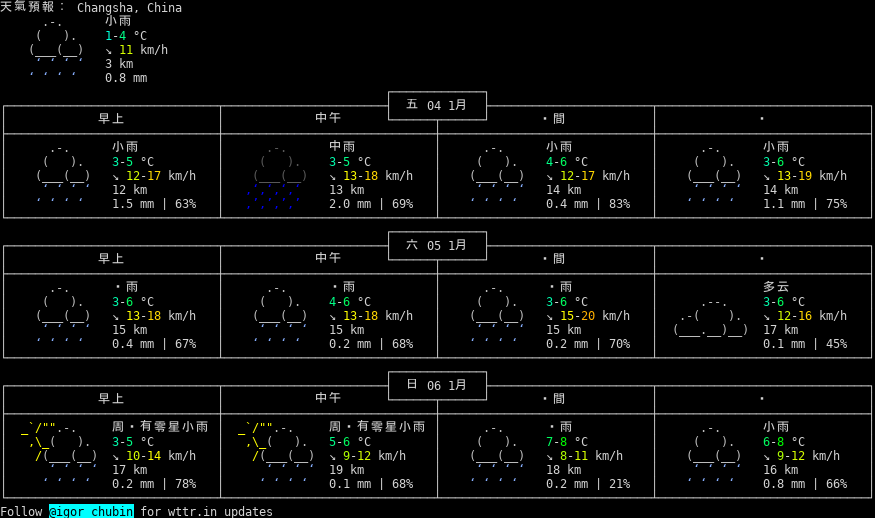 天氣預報： Changsha, China
小雨
1-4 °C
↘ 11 km/h
3 km
0.8 mm
五 04 1月
早上 中午 ・間 ・
小雨 中雨 小雨 小雨
3-5 °C 3-5 °C 4-6 °C 3-6 °C
↘ 12-17 km/h ↘ 13-18 km/h ↘ 12-17 km/h ↘ 13-19 km/h
12 km 13 km 14 km 14 km
1.5 mm | 63% 2.0 mm | 69% 0.4 mm | 83% 1.1 mm | 75%
六 05 1月
早上 中午 ・間 ・
・雨 ・雨 ・雨 多云
3-6 °C 4-6 °C 3-6 °C 3-6 °C
↘ 13-18 km/h ↘ 13-18 km/h ↘ 15-20 km/h ↘ 12-16 km/h
15 km 15 km 15 km 17 km
0.4 mm | 67% 0.2 mm | 68% 0.2 mm | 70% 0.1 mm | 45%
日 06 1月
早上 中午 ・間 ・
周・有零星小雨 周・有零星小雨 ・雨 小雨
3-5 °C 5-6 °C 7-8 °C 6-8 °C
↘ 10-14 km/h ↘ 9-12 km/h ↘ 8-11 km/h ↘ 9-12 km/h
17 km 19 km 18 km 16 km
0.2 mm | 78% 0.1 mm | 68% 0.2 mm | 21% 0.8 mm | 66%
Follow @igor_chubin for wttr.in updates